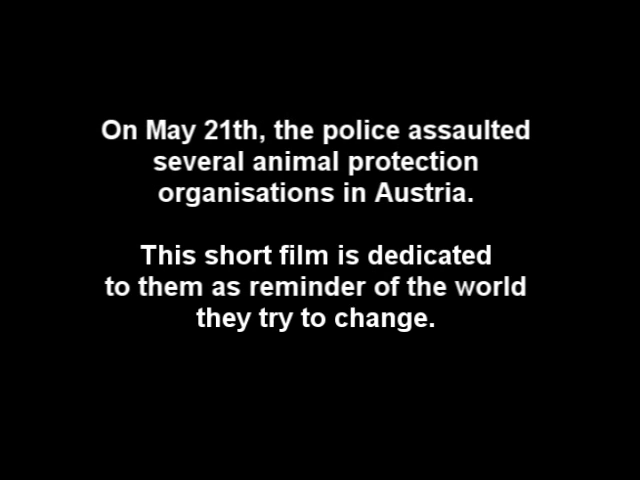 On May 21th, the police assaulted
several animal protection
organisations in Austria.
This short film is dedicated
to them as reminder of the world
they try to change.